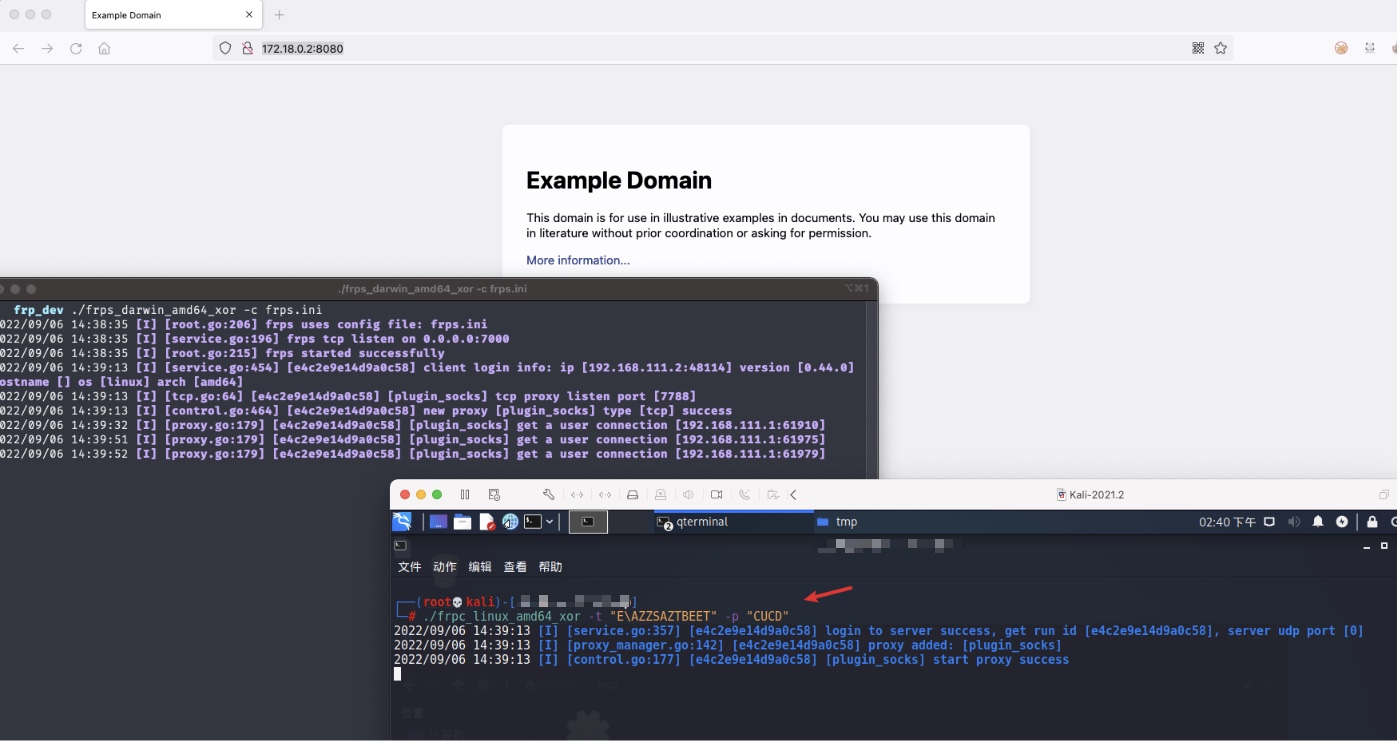 Example Domain
172.18.0.2:8080
Example Domain
This domain is for use in illustrative examples in documents. You may use this domain
in literature without prior coordination or asking for permission.
More information...
./frps_darwin_amd64_xor -c frps.ini
⌥⌘1
frp_dev ./frps_darwin_amd64_xor -c frps.ini
022/09/06 14:38:35 [I] [root.go:206] frps uses config file: frps.ini
022/09/06 14:38:35 [I] [service.go:196] frps tcp listen on 0.0.0.0:7000
022/09/06 14:38:35 [I] [root.go:215] frps started successfully
022/09/06 14:39:13 [I] [service.go:454] [e4c2e9e14d9a0c58] client login info: ip [192.168.111.2:48114] version [0.44.0]
ostname [] os [linux] arch [amd64]
022/09/06 14:39:13 [I] [tcp.go:64] [e4c2e9e14d9a0c58] [plugin_socks] tcp proxy listen port [7788]
022/09/06 14:39:13 [I] [control.go:464] [e4c2e9e14d9a0c58] new proxy [plugin_socks] type [tcp] success
022/09/06 14:39:32 [I] [proxy.go:179] [e4c2e9e14d9a0c58] [plugin_socks] get a user connection [192.168.111.1:61910]
022/09/06 14:39:51 [I] [proxy.go:179] [e4c2e9e14d9a0c58] [plugin_socks] get a user connection [192.168.111.1:61975]
022/09/06 14:39:52 [I] [proxy.go:179] [e4c2e9e14d9a0c58] [plugin_socks] get a user connection [192.168.111.1:61979]
Kali-2021.2
2 qterminal tmp 02:40 下午
文件 动作 编辑 查看 帮助
(root💀kali)-[ ]
# ./frpc_linux_amd64_xor -t "E\AZZSAZTBEET" -p "CUCD"
2022/09/06 14:39:13 [I] [service.go:357] [e4c2e9e14d9a0c58] login to server success, get run id [e4c2e9e14d9a0c58], server udp port [0]
2022/09/06 14:39:13 [I] [proxy_manager.go:142] [e4c2e9e14d9a0c58] proxy added: [plugin_socks]
2022/09/06 14:39:13 [I] [control.go:177] [e4c2e9e14d9a0c58] [plugin_socks] start proxy success